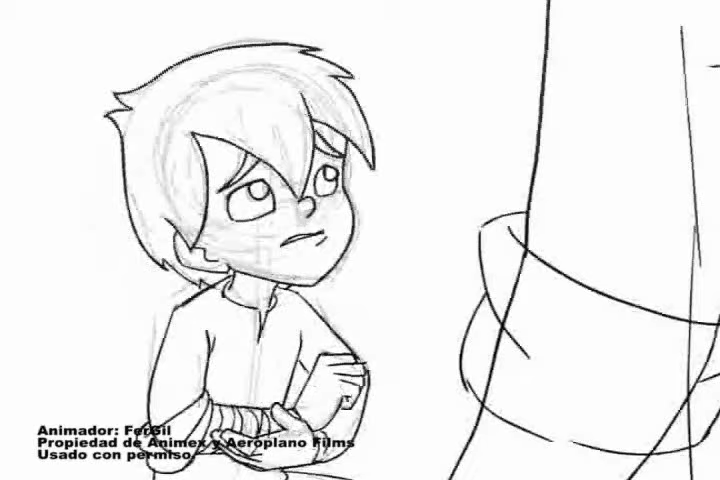 Animador: FerGil
Propiedad de Animex y Aeroplano Films
Usado con permiso.